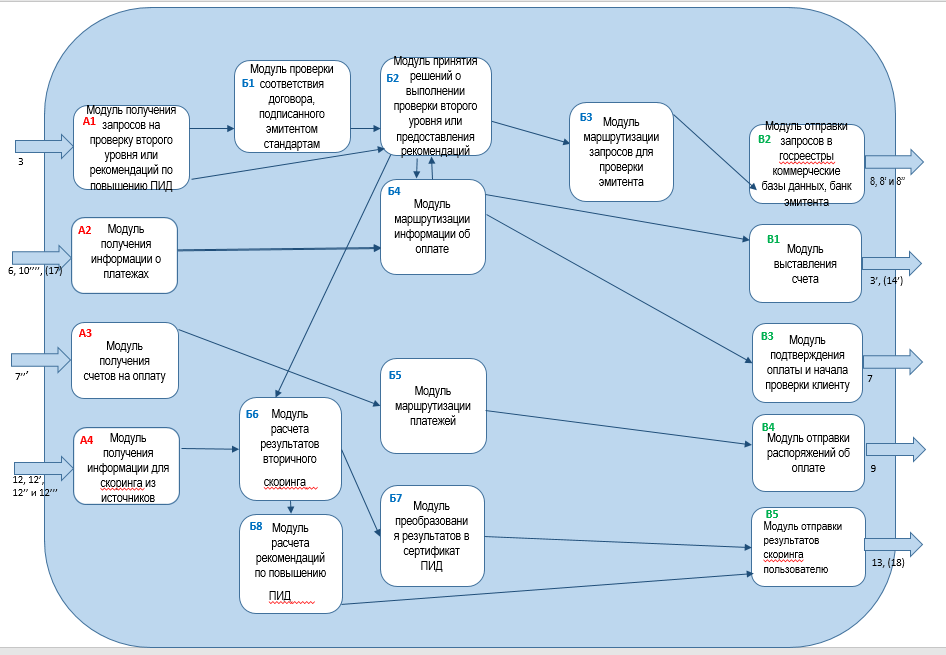 А1
Модуль получения
запросов на
проверку второго
уровня или
рекомендаций по
повышению ПИД
3
Б1
Модуль проверки
соответствия
договора,
подписанного
эмитентом
стандартам
Б2
Модуль принятия
решений о
выполнении
проверки второго
уровня или
предоставления
рекомендаций
Б3
Модуль
маршрутизации
запросов для
проверки
эмитента
В2
Модуль отправки
запросов в
госреестры
коммерческие
базы данных, банк
эмитента
8, 8' и 8''
А2
Модуль
получения
информации о
платежах
6, 10'''', (17)
Б4
Модуль
маршрутизации
информации об
оплате
В1
Модуль
выставления
счета
3', (14')
А3
Модуль
получения
счетов на оплату
7'''
В3
Модуль
подтверждения
оплаты и начала
проверки клиенту
7
Б5
Модуль
маршрутизации
платежей
А4
Модуль
получения
информации для
скоринга из
источников
12, 12',
12'' и 12'''
Б6
Модуль
расчета
результатов
вторичного
скоринга
В4
Модуль отправки
распоряжений об
оплате
9
Б7
Модуль
преобразовани
я результатов в
сертификат
ПИД
Б8
Модуль
расчета
рекомендаций
по повышению
ПИД
В5
Модуль отправки
результатов
скоринга
пользователю
13, (18)